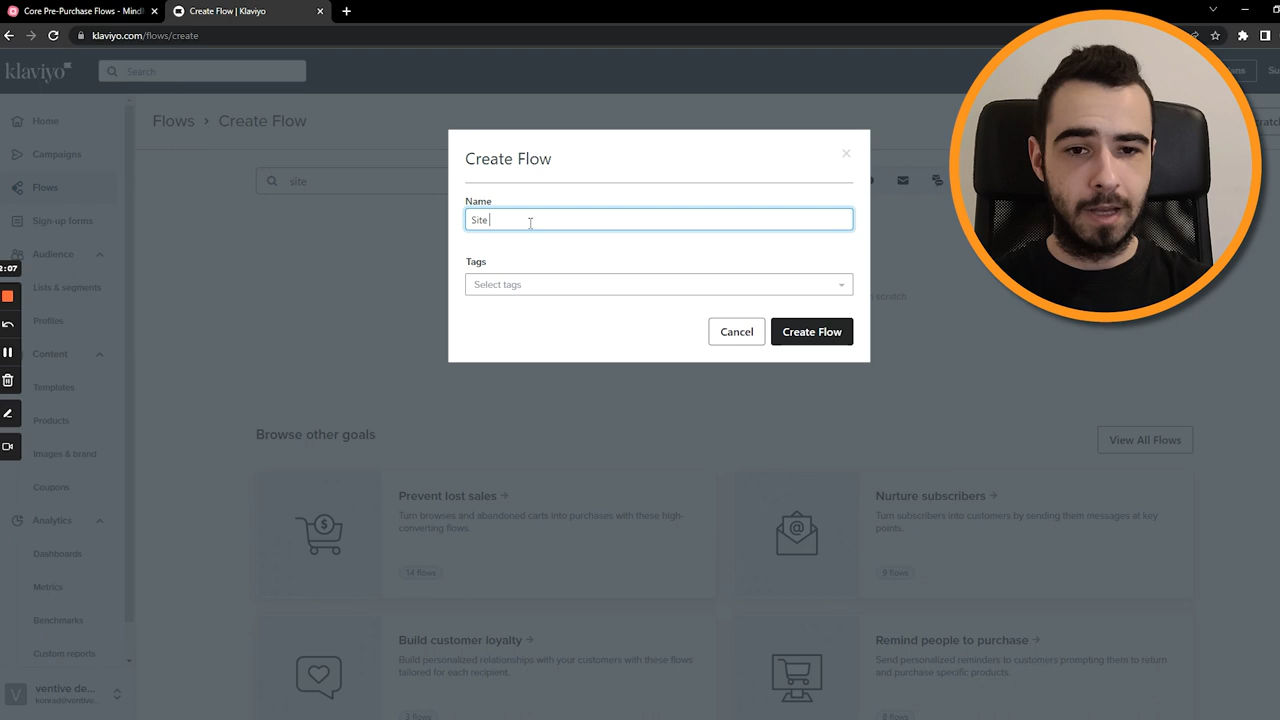 Core Pre-Purchase Flows - Mind
Create Flow | Klaviyo
klaviyo.com/flows/create
klaviyo
Search
Home
Campaigns
Flows
Sign-up forms
Audience
Lists & segments
Profiles
Content
Templates
Products
Images & brand
Coupons
Analytics
Dashboards
Metrics
Benchmarks
Custom reports
ventive de...
2:07
Flows > Create Flow
site
Create Flow
Name
Site
Tags
Select tags
Cancel
Create Flow
scratch
Browse other goals
View All Flows
Prevent lost sales
Turn browses and abandoned carts into purchases with these high-
converting flows.
14 flows
Nurture subscribers
Turn subscribers into customers by sending them messages at key
points.
9 flows
Build customer loyalty
Build personalized relationships with your customers with these flows
tailored for each recipient.
Remind people to purchase
Send personalized reminders to customers prompting them to return
and purchase specific products.